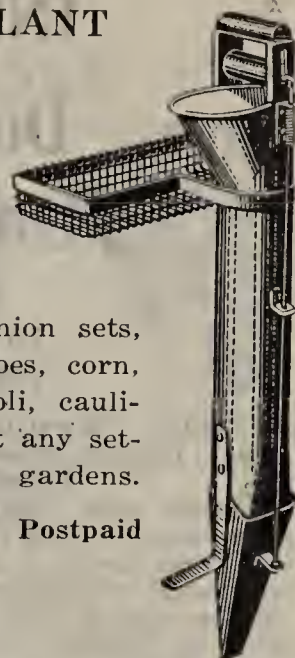 LANT
nion sets,
oes, corn,
oli, cauli-
t any set-
gardens.
Postpaid